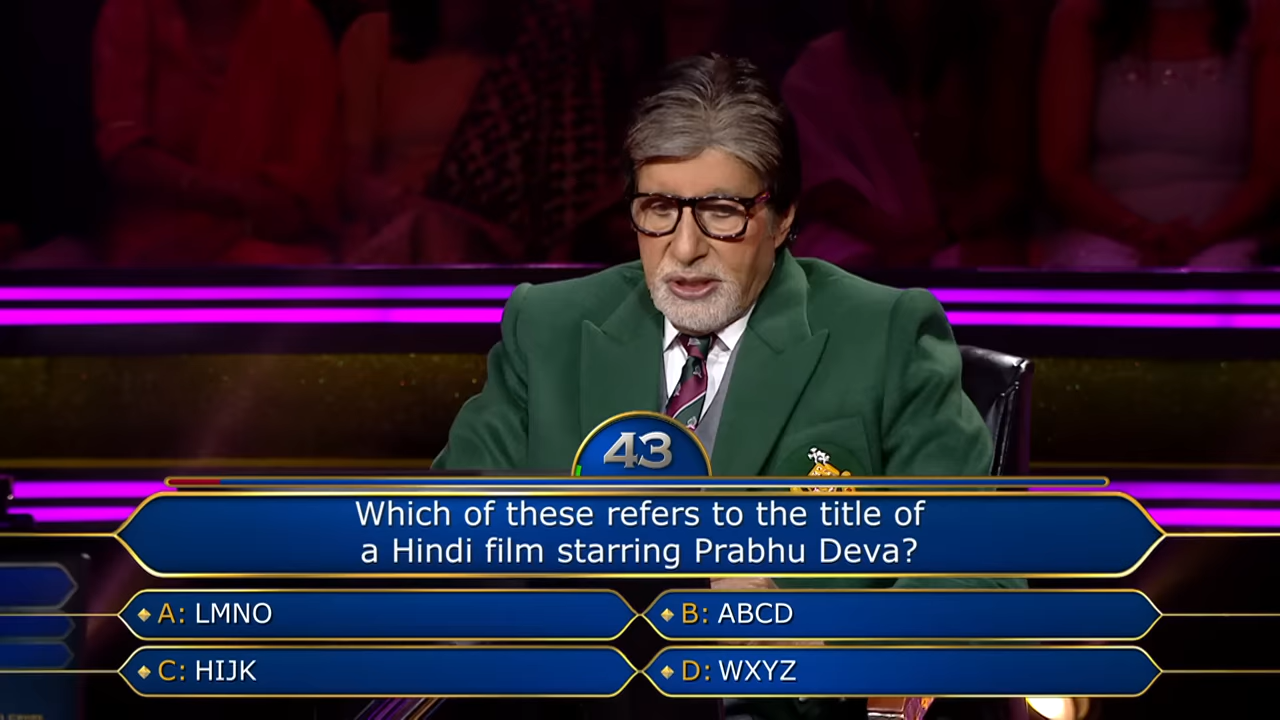 43
Which of these refers to the title of
a Hindi film starring Prabhu Deva?
A: LMNO
B: ABCD
C: HIJK
D: WXYZ